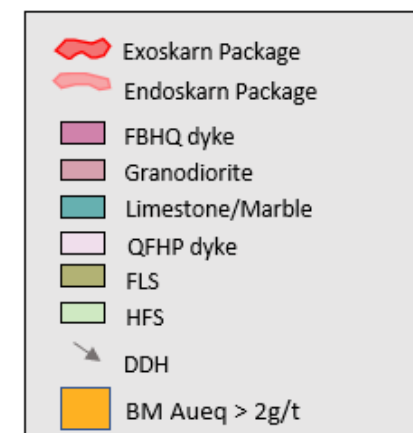 Exoskarn Package
Endoskarn Package
FBHQ dyke
Granodiorite
Limestone/Marble
QFHP dyke
FLS
HFS
DDH
BM Aueq > 2g/t